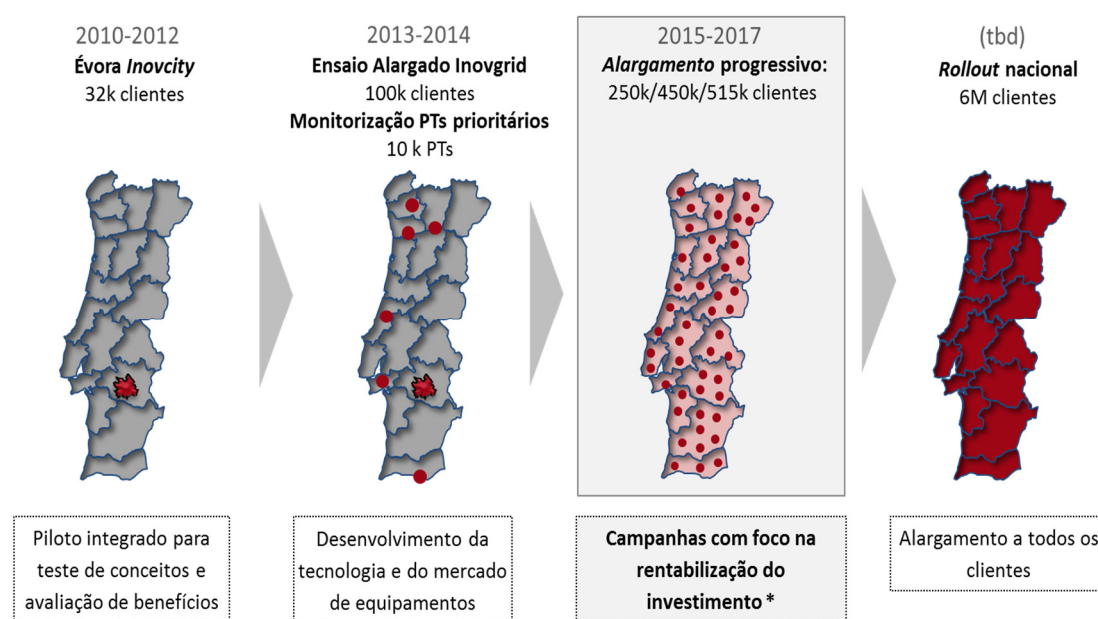 2010-2012
Évora Inovcity
32k clientes
2013-2014
Ensaio Alargado Inovgrid
100k clientes
Monitorização PTs prioritários
10 k PTs
2015-2017
Alargamento progressivo:
250k/450k/515k clientes
(tbd)
Rollout nacional
6M clientes
Piloto integrado para
teste de conceitos e
avaliação de benefícios
Desenvolvimento da
tecnologia e do mercado
de equipamentos
Campanhas com foco na
rentabilização do
investimento *
Alargamento a todos os
clientes